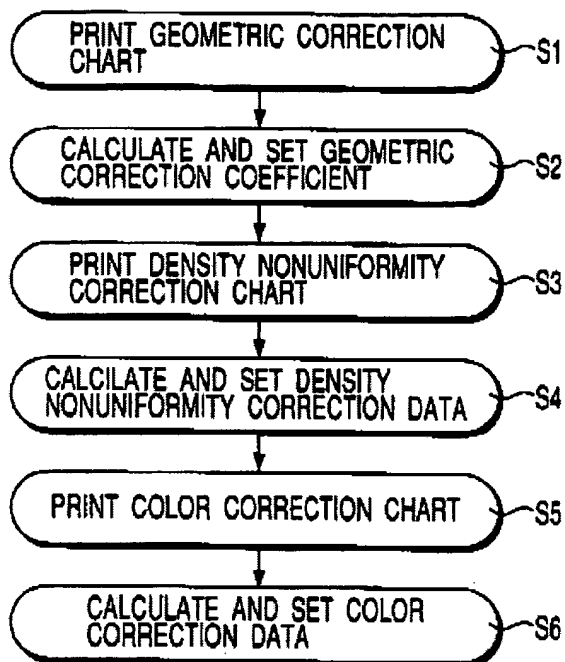 PRINT GEOMETRIC CORRECTION
CHART
S1
CALCULATE AND SET GEOMETRIC
CORRECTION COEFFICIENT
S2
PRINT DENSITY NONUNIFORMITY
CORRECTION CHART
S3
CALCILATE AND SET DENSITY
NONUNIFORMITY CORRECTION DATA
S4
PRINT COLOR CORRECTION CHART
S5
CALCULATE AND SET COLOR
CORRECTION DATA
S6